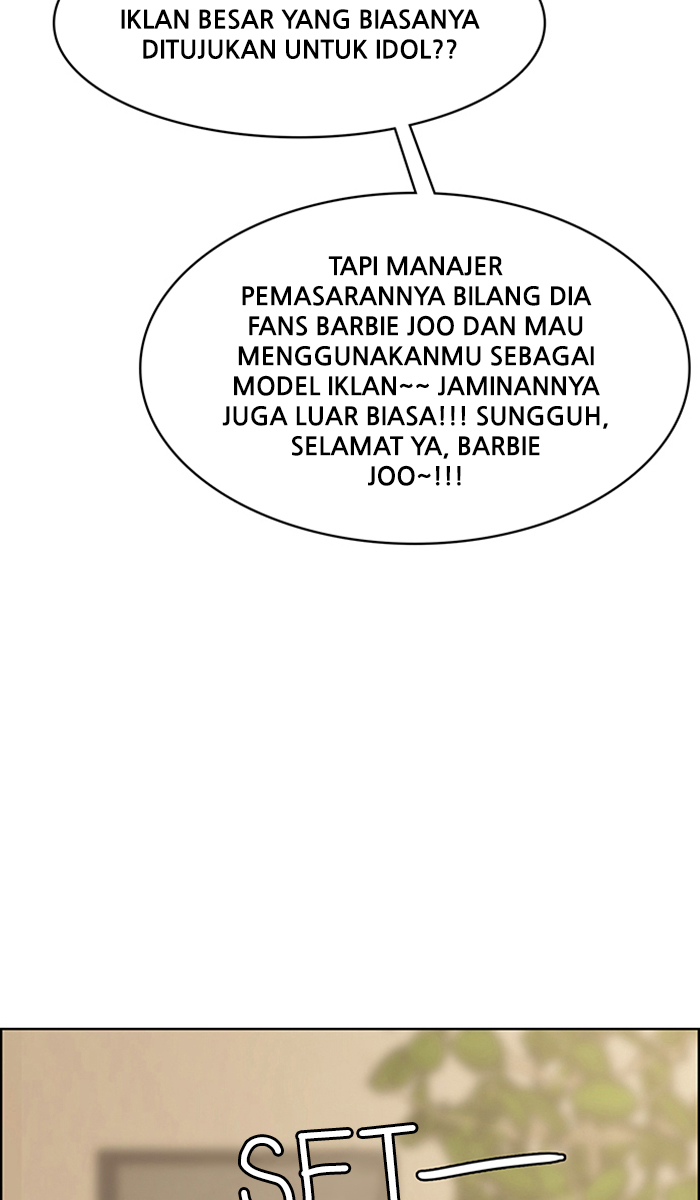 IKLAN BESAR YANG BIASANYA
DITUJUKAN UNTUK IDOL??
TAPI MANAJER
PEMASARANNYA BILANG DIA
FANS BARBIE JOO DAN MAU
MENGGUNAKANMU SEBAGAI
MODEL IKLAN~~ JAMINANNYA
JUGA LUAR BIASA!!! SUNGGUH,
SELAMAT YA, BARBIE
JOO~!!!
SET—